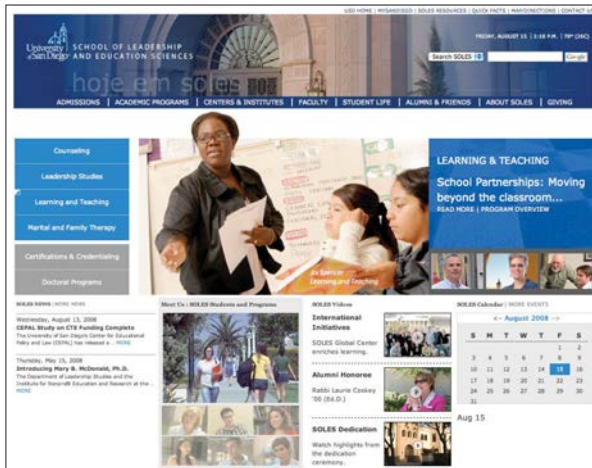 USD HOME | MYSANDIEGO | SOLES RESOURCES | QUICK FACTS | MAP/DIRECTIONS | CONTACT US
University of San Diego
SCHOOL OF LEADERSHIP
AND EDUCATION SCIENCES
FRIDAY, AUGUST 15 | 2:38 P.M. | 79° (26C)
Search SOLES
Google
hoje em soles
ADMISSIONS | ACADEMIC PROGRAMS | CENTERS & INSTITUTES | FACULTY | STUDENT LIFE | ALUMNI & FRIENDS | ABOUT SOLES | GIVING
Counseling
Leadership Studies
Learning and Teaching
Marital and Family Therapy
Certifications & Credentialing
Doctoral Programs
Spencer
Learning and Teaching
LEARNING & TEACHING
School Partnerships: Moving
beyond the classroom...
READ MORE | PROGRAM OVERVIEW
SOLES NEWS | MORE NEWS
Wednesday, August 13, 2008
CEPAL Study on CTE Funding Complete
The University of San Diego's Center for Educational
Policy and Law (CEPAL) has released a ... MORE
Thursday, May 15, 2008
Introducing Mary B. McDonald, Ph.D.
The Department of Leadership Studies and the
Institute for Nonprofit Education and Research at the ...
MORE
Meet Us : SOLES Students and Programs
SOLES Videos
International
Initiatives
SOLES Global Center
enriches learning.
Alumni Honoree
Rabbi Laurie Coskey
'00 (Ed.D.)
SOLES Dedication
Watch highlights from
the dedication
ceremony.
SOLES Calendar | MORE EVENTS
<- August 2008 ->
S M T W T F S
1 2
3 4 5 6 7 8 9
10 11 12 13 14 15 16
17 18 19 20 21 22 23
24 25 26 27 28 29 30
31
Aug 15